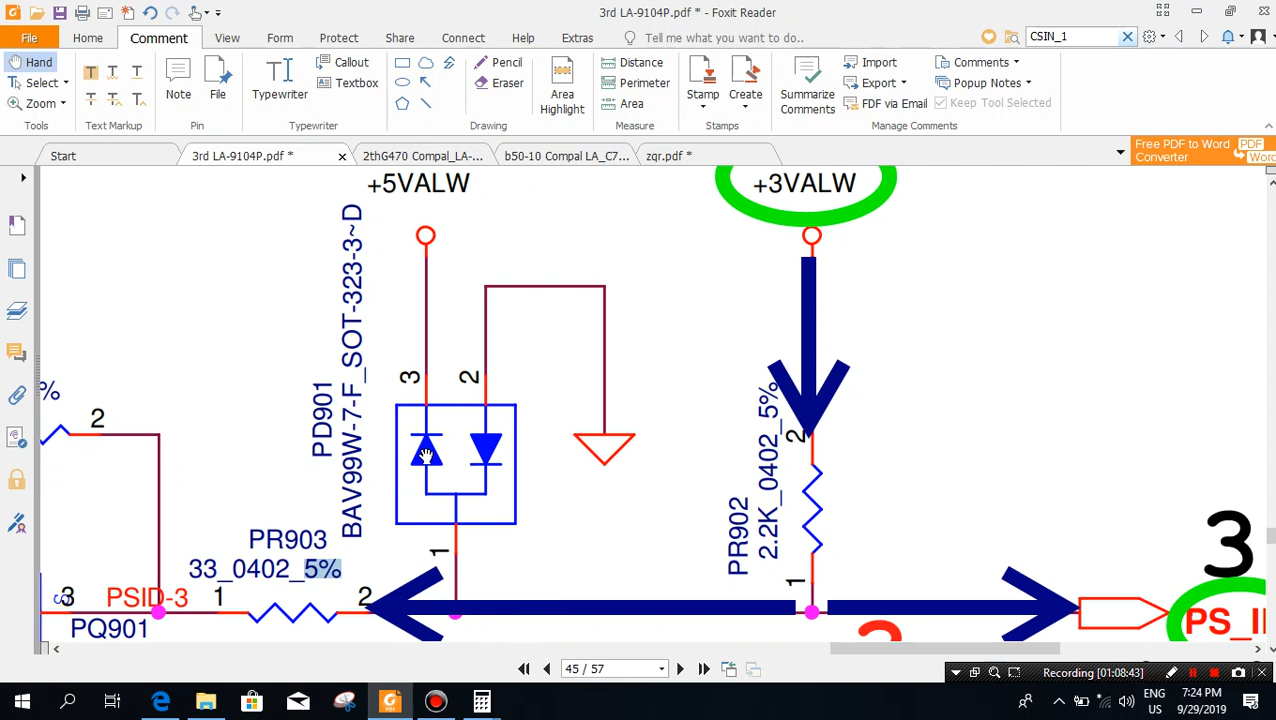 3rd LA-9104P.pdf * - Foxit Reader
File
Home
Comment
View
Form
Protect
Share
Connect
Help
Extras
Tell me what you want to do..
CSIN_1
Hand
Select
Zoom
Tools
Text Markup
Note
File
Pin
Typewriter
Callout
Textbox
Typewriter
Pencil
Eraser
Drawing
Area
Highlight
Distance
Perimeter
Area
Measure
Stamp
Create
Stamps
Summarize
Comments
Import
Export
FDF via Email
Comments
Popup Notes
Keep Tool Selected
Manage Comments
Start
3rd LA-9104P.pdf *
2thG470 Compal_LA-...
b50-10 Compal LA_C7...
zqr.pdf *
Free PDF to Word
Converter
PDF
Word
+5VALW
+3VALW
PD901
BAV99W-7-F_SOT-323-3~D
3
2
1
%
2
PR903
33_0402_5%
3
PSID-3
1
2
PQ901
PR902
2.2K_0402_5%
2
1
3
PS_I
45 / 57
Recording [01:08:43]
ENG
US
7:24 PM
9/29/2019